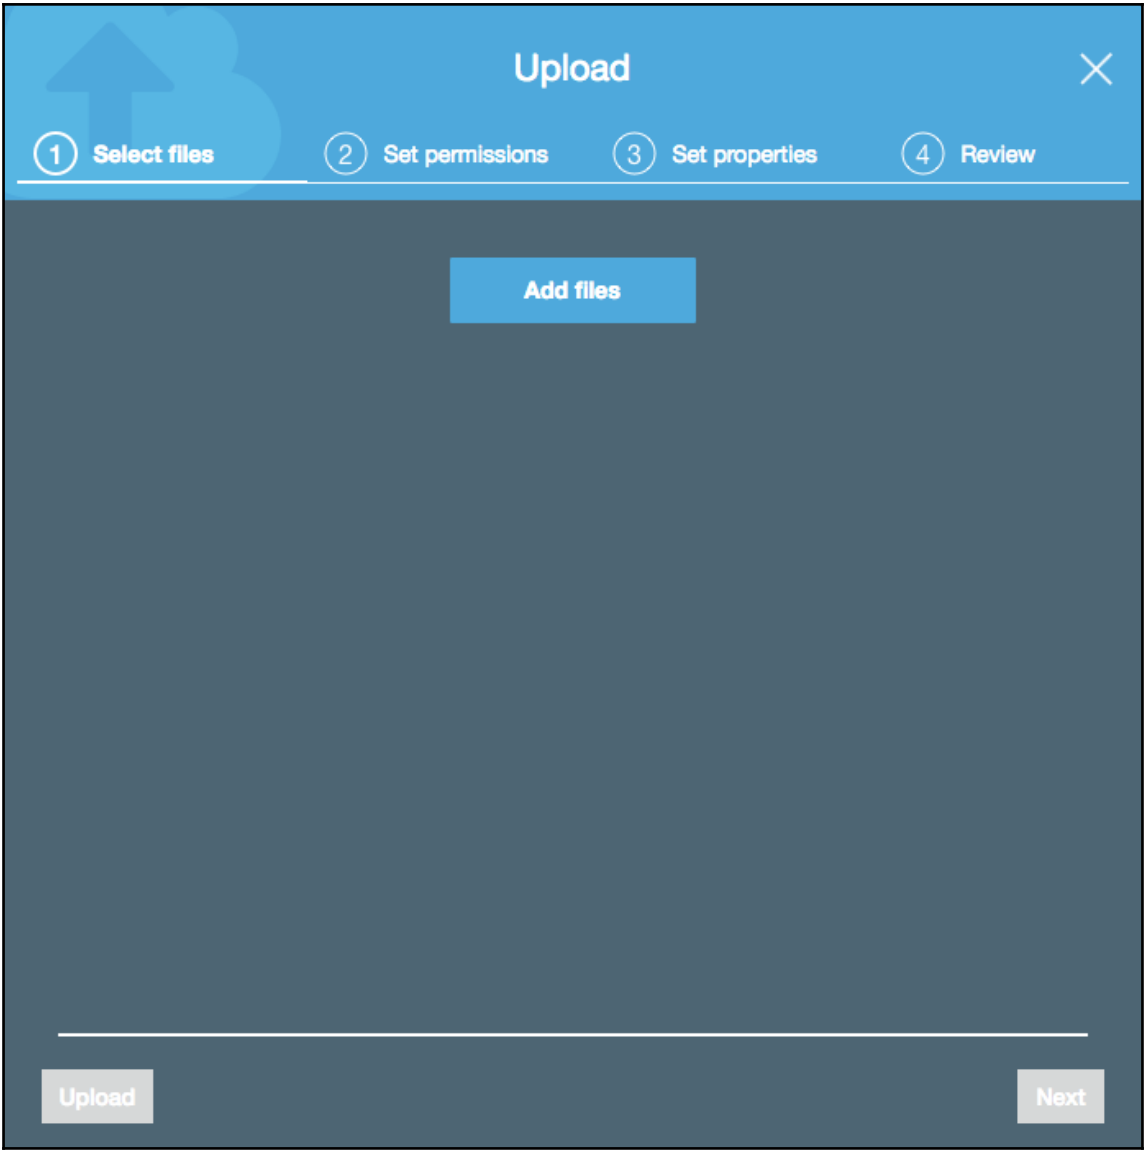 Upload
1 Select files 2 Set permissions 3 Set properties 4 Review
Add files
Upload Next